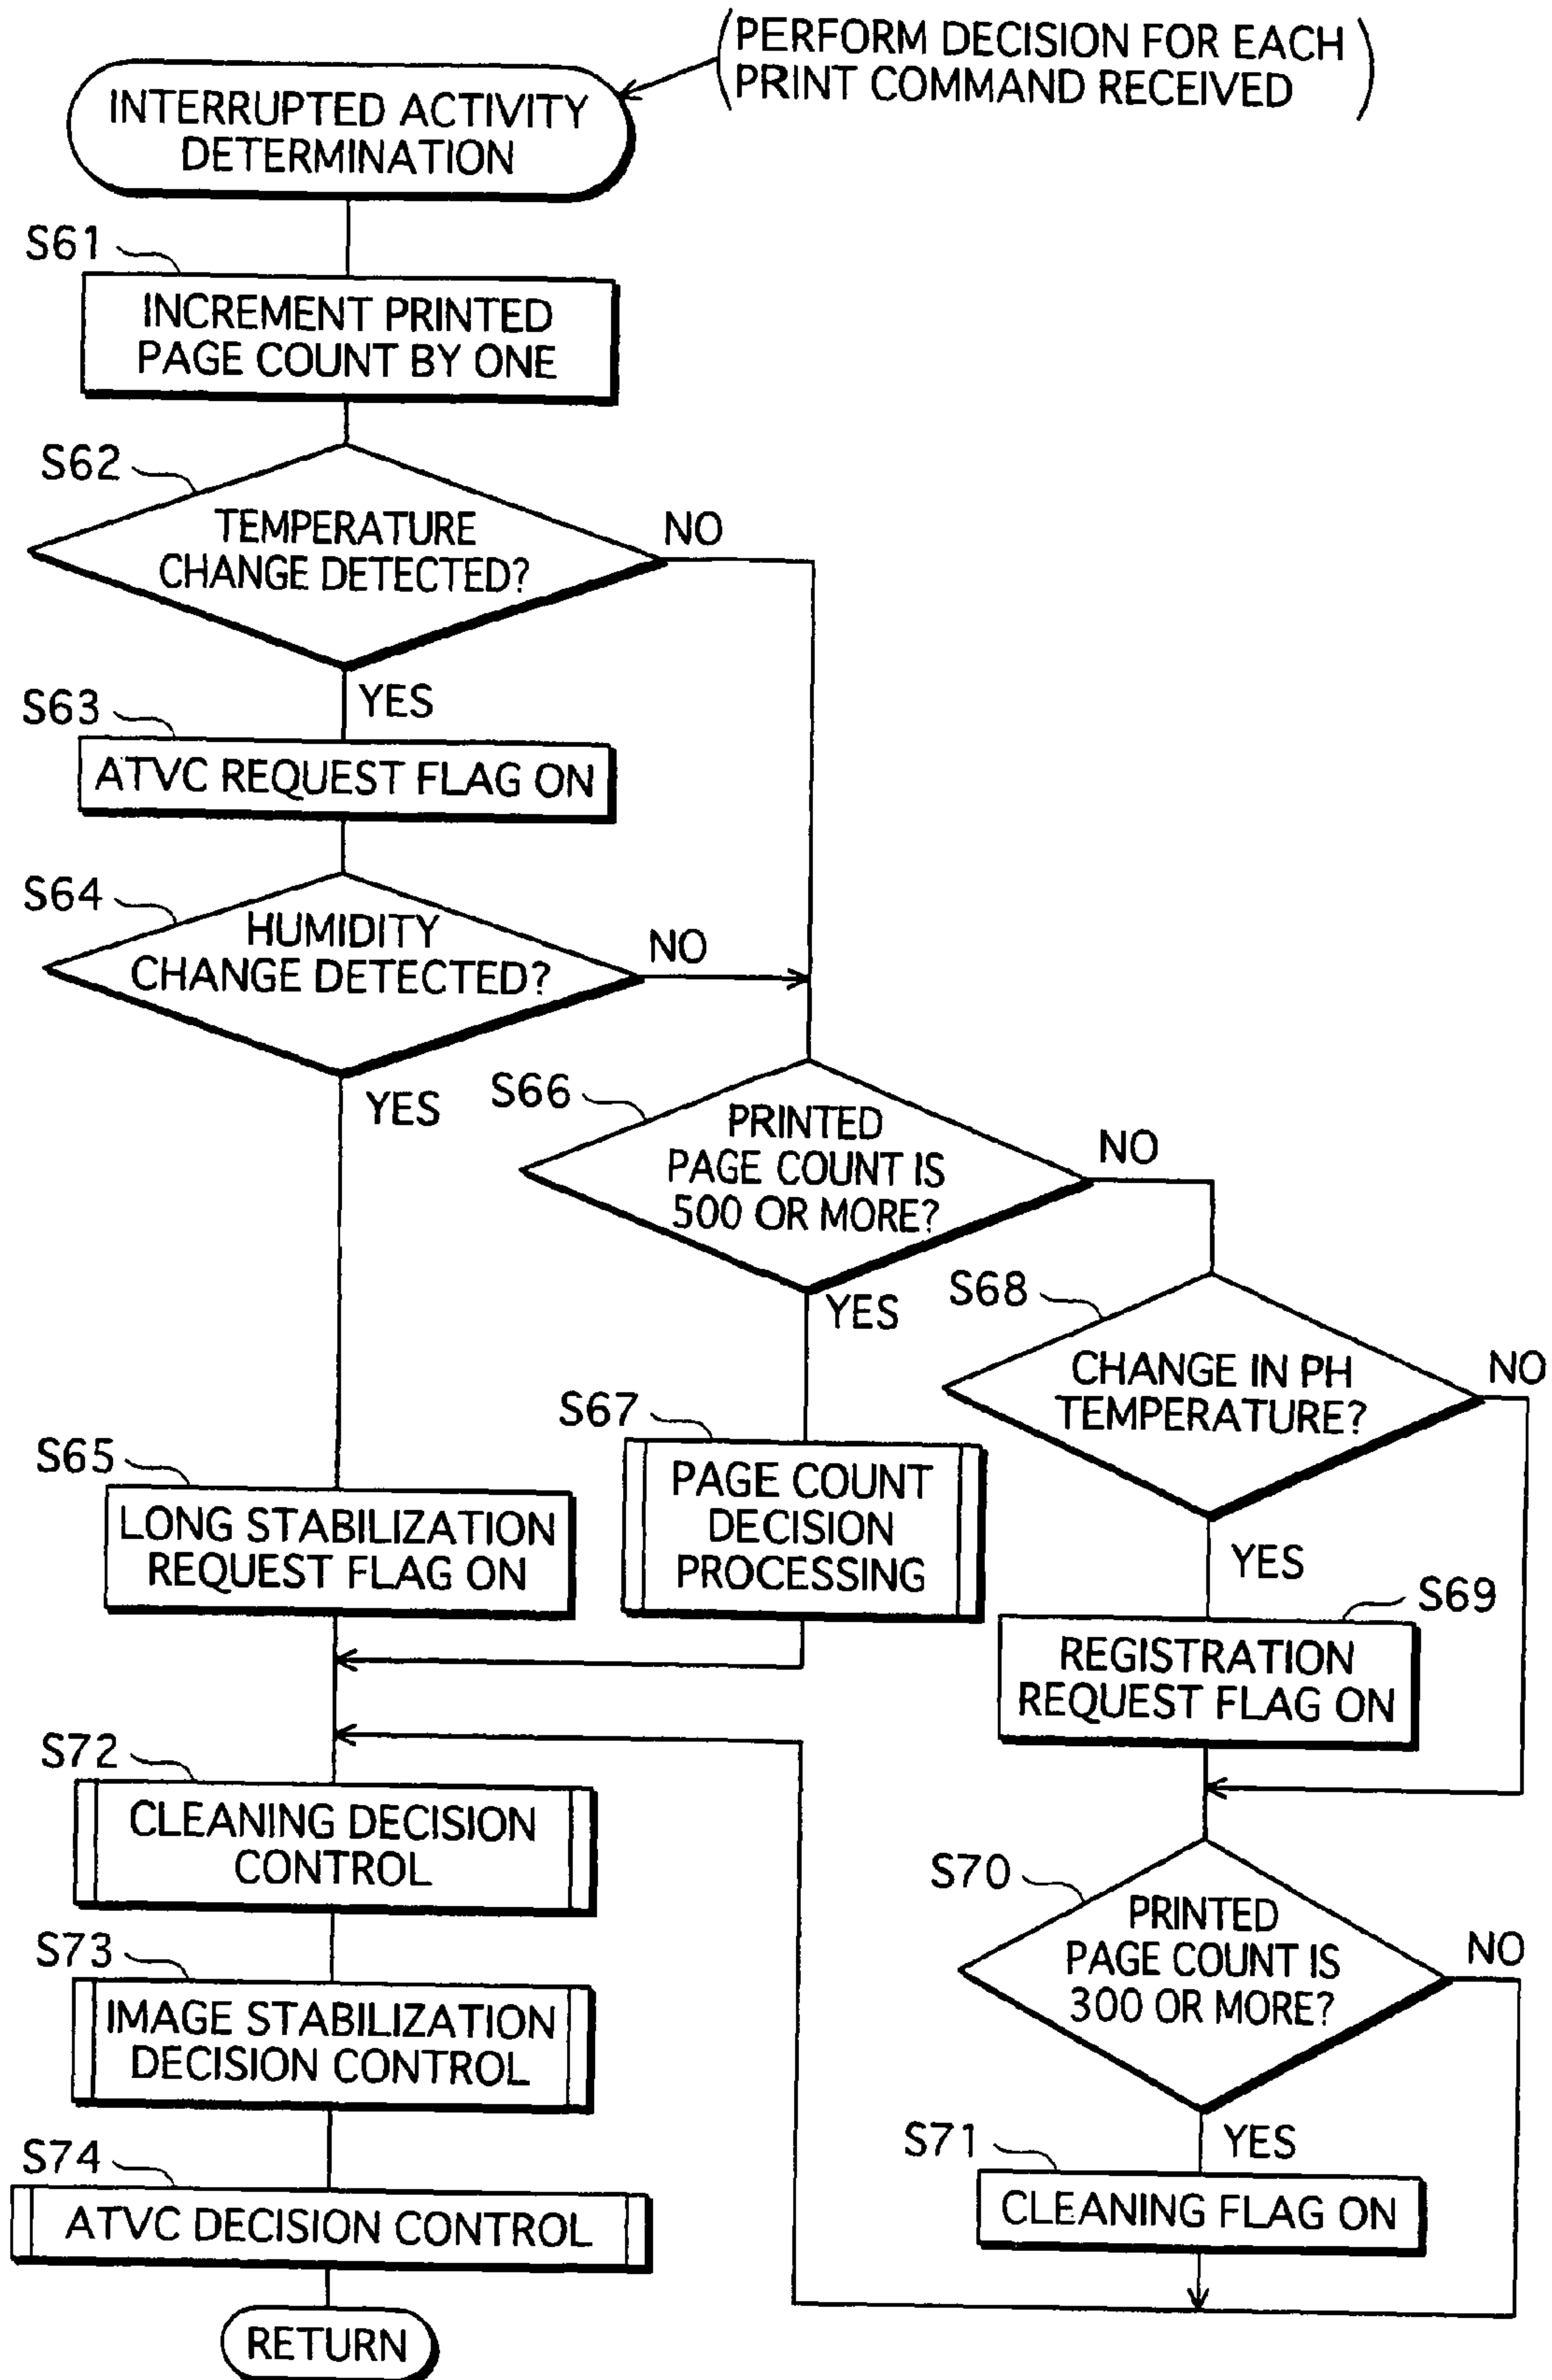 (PERFORM DECISION FOR EACH
PRINT COMMAND RECEIVED)
INTERRUPTED ACTIVITY
DETERMINATION
S61
INCREMENT PRINTED
PAGE COUNT BY ONE
S62
TEMPERATURE
CHANGE DETECTED?
NO
YES
S63
ATVC REQUEST FLAG ON
S64
HUMIDITY
CHANGE DETECTED?
NO
YES
S66
PRINTED
PAGE COUNT IS
500 OR MORE?
NO
YES
S68
CHANGE IN PH
TEMPERATURE?
NO
YES
S67
PAGE COUNT
DECISION
PROCESSING
S65
LONG STABILIZATION
REQUEST FLAG ON
S69
REGISTRATION
REQUEST FLAG ON
S72
CLEANING DECISION
CONTROL
S70
PRINTED
PAGE COUNT IS
300 OR MORE?
NO
YES
S73
IMAGE STABILIZATION
DECISION CONTROL
S71
CLEANING FLAG ON
S74
ATVC DECISION CONTROL
RETURN